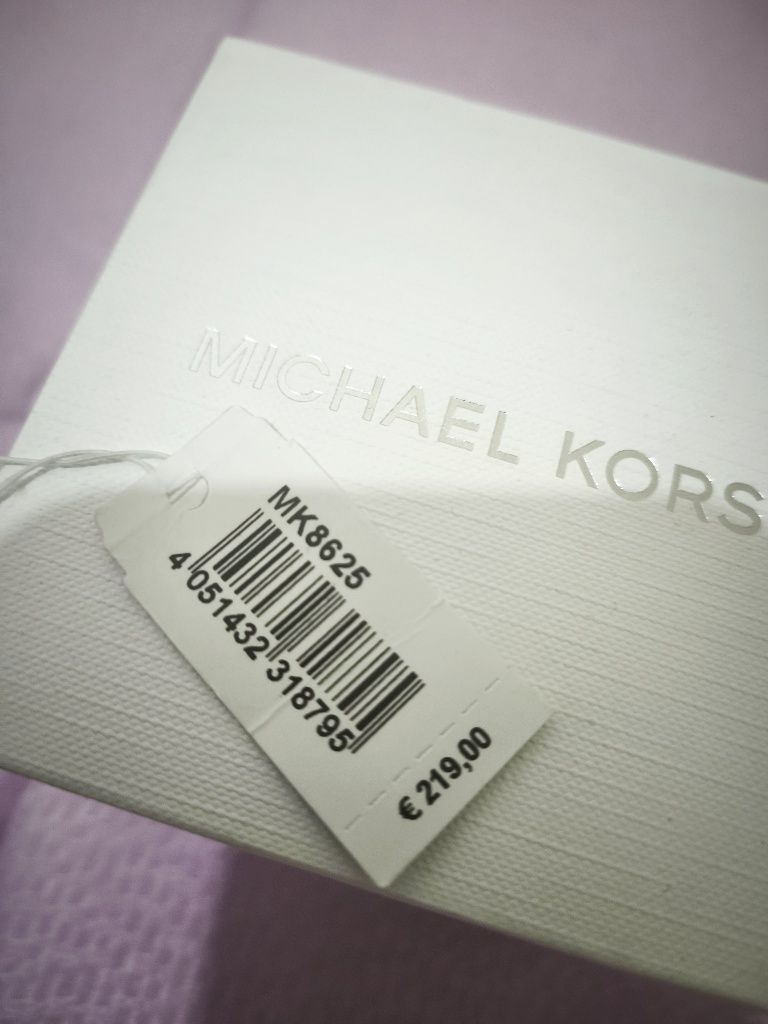 MICHAEL KORS
MK8625
4 051432 318795
€ 219,00